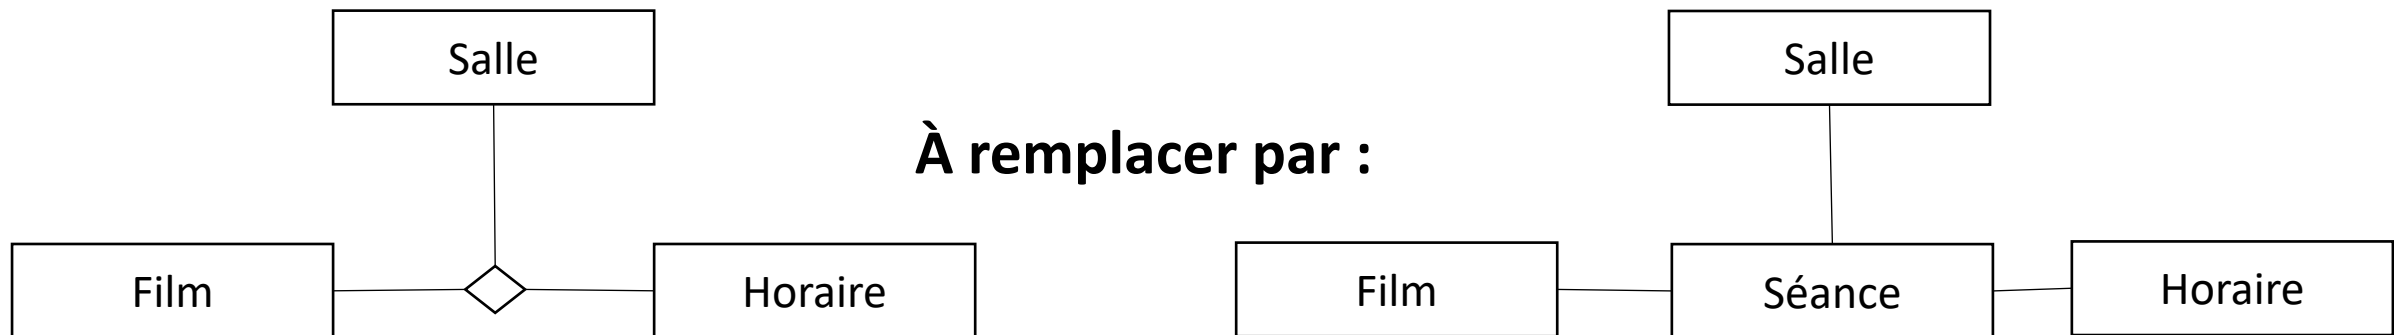 Salle
Film
Horaire
À remplacer par :
Salle
Film
Séance
Horaire